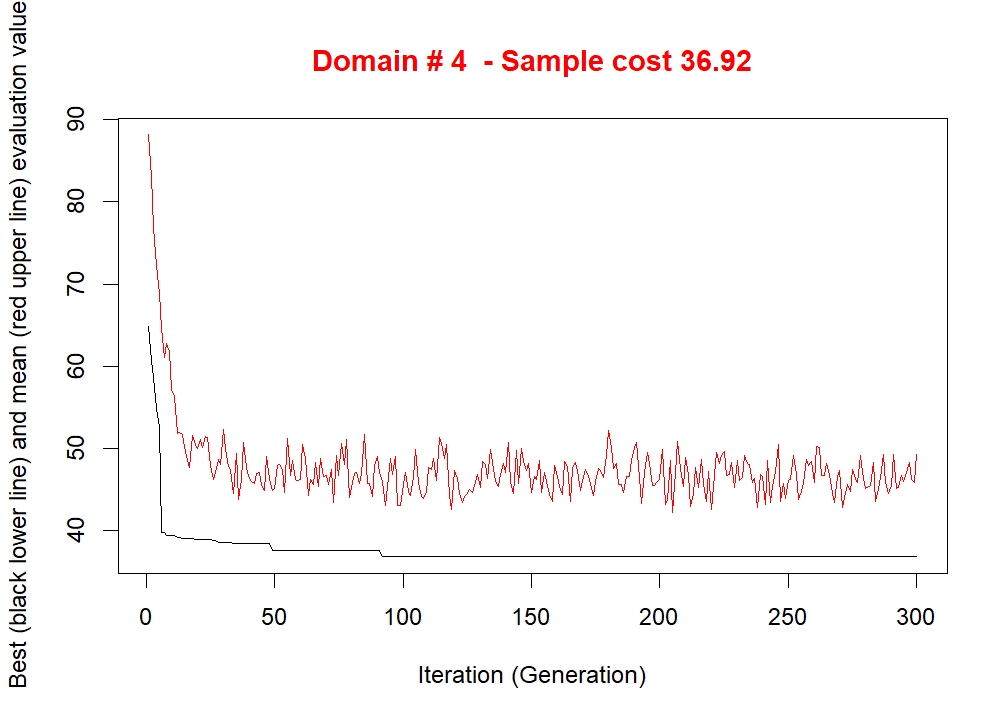 Domain # 4  - Sample cost 36.92
Best (black lower line) and mean (red upper line) evaluation value
90
80
70
60
50
40
0 50 100 150 200 250 300
Iteration (Generation)